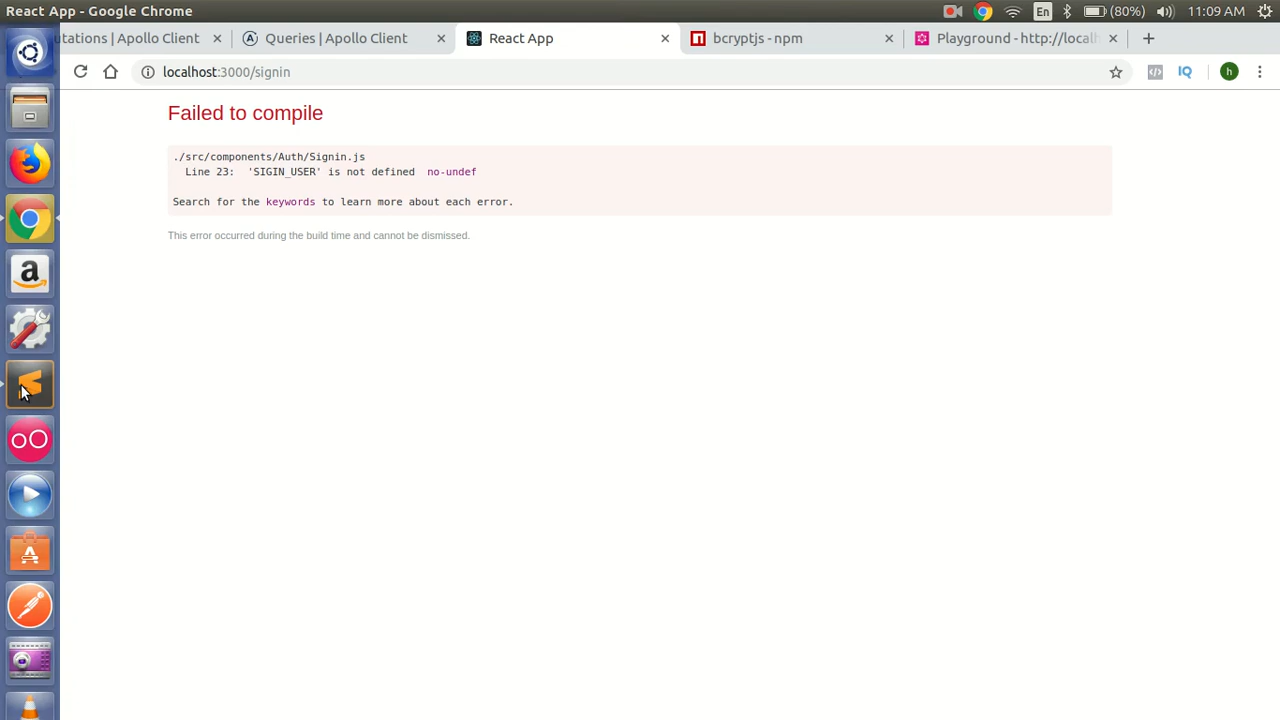 React App - Google Chrome
En
(80%)
11:09 AM
utations | Apollo Client
Queries | Apollo Client
React App
bcryptjs - npm
Playground - http://local
localhost:3000/signin
IQ
h
Failed to compile
./src/components/Auth/Signin.js
Line 23: 'SIGIN_USER' is not defined no-undef
Search for the keywords to learn more about each error.
This error occurred during the build time and cannot be dismissed.